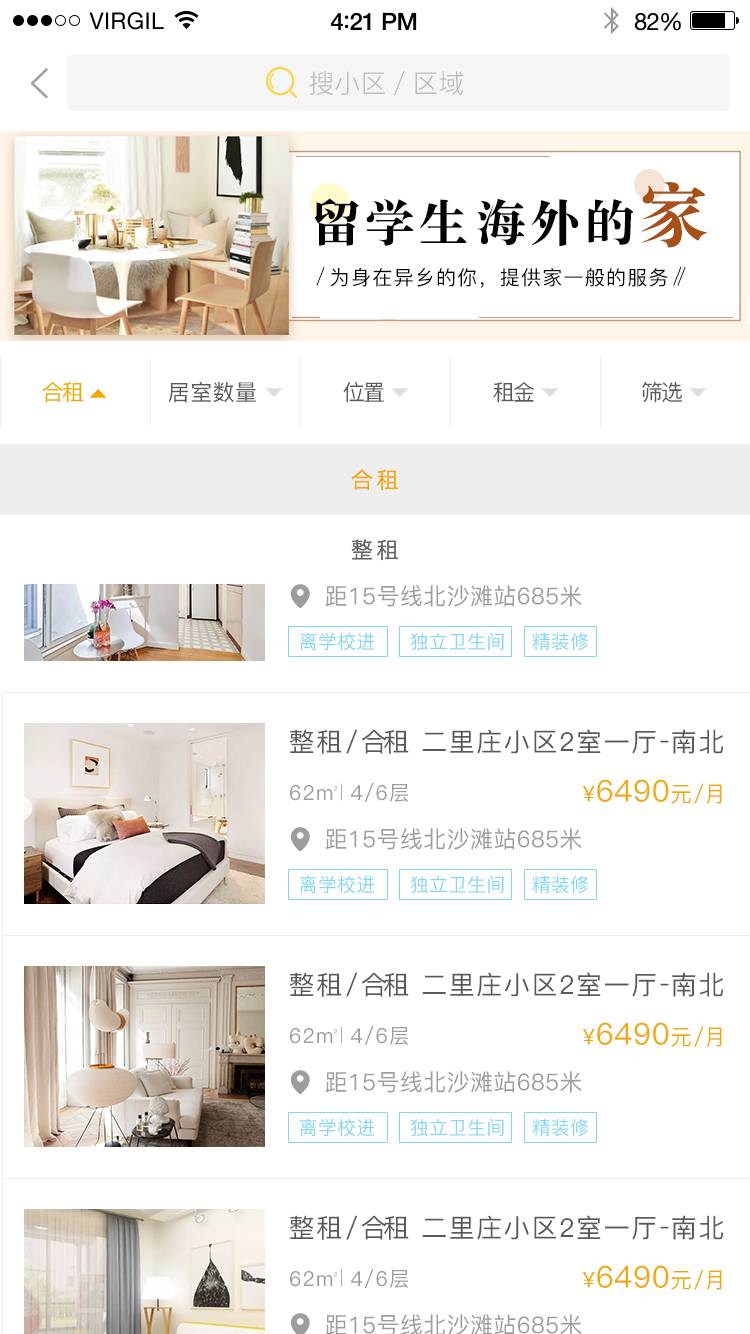 VIRGIL 4:21 PM 82%
搜小区 / 区域
留学生海外的家
/ 为身在异乡的你，提供家一般的服务 //
合租 居室数量 位置 租金 筛选
合租
整租
距15号线北沙滩站685米
离学校进 独立卫生间 精装修
整租/合租 二里庄小区2室一厅-南北
62㎡| 4/6层 ¥6490元/月
距15号线北沙滩站685米
离学校进 独立卫生间 精装修
整租/合租 二里庄小区2室一厅-南北
62㎡| 4/6层 ¥6490元/月
距15号线北沙滩站685米
离学校进 独立卫生间 精装修
整租/合租 二里庄小区2室一厅-南北
62㎡| 4/6层 ¥6490元/月
距15号线北沙滩站685米